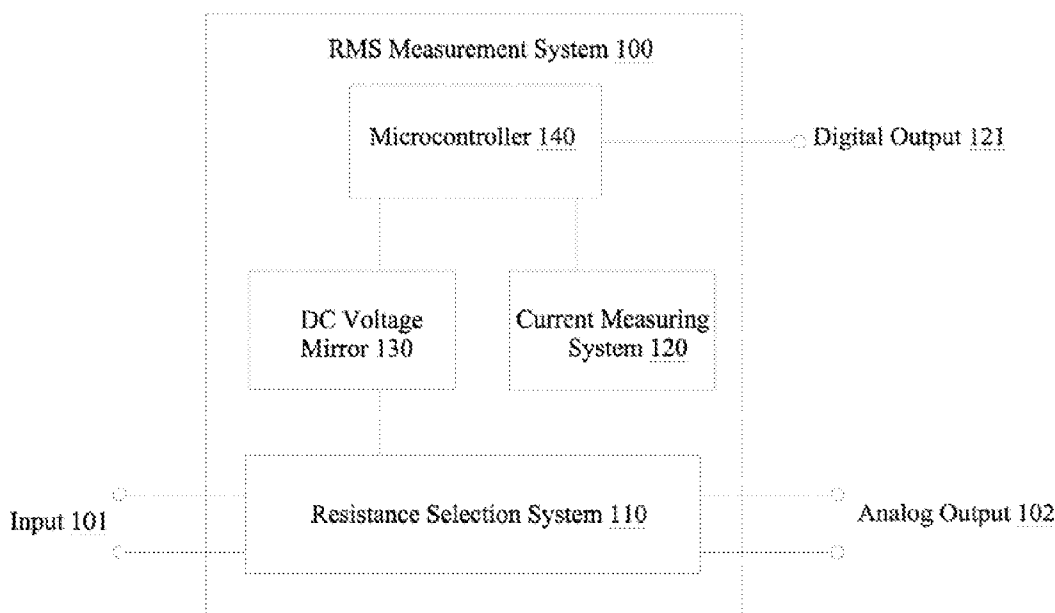 RMS Measurement System 100
Microcontroller 140
Digital Output 121
DC Voltage
Mirror 130
Current Measuring
System 120
Input 101
Resistance Selection System 110
Analog Output 102